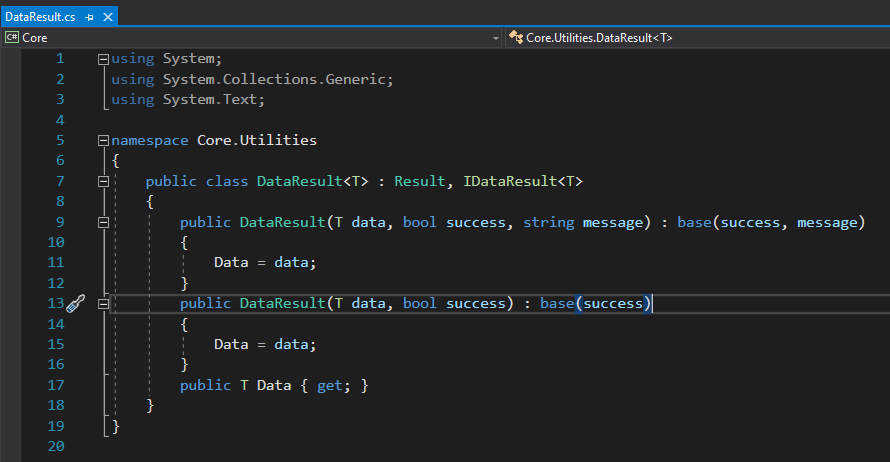 DataResult.cs
C# Core Core.Utilities.DataResult<T>
1 using System;
2 using System.Collections.Generic;
3 using System.Text;
4
5 namespace Core.Utilities
6 {
7 public class DataResult<T> : Result, IDataResult<T>
8 {
9 public DataResult(T data, bool success, string message) : base(success, message)
10 {
11 Data = data;
12 }
13 public DataResult(T data, bool success) : base(success)
14 {
15 Data = data;
16 }
17 public T Data { get; }
18 }
19 }
20